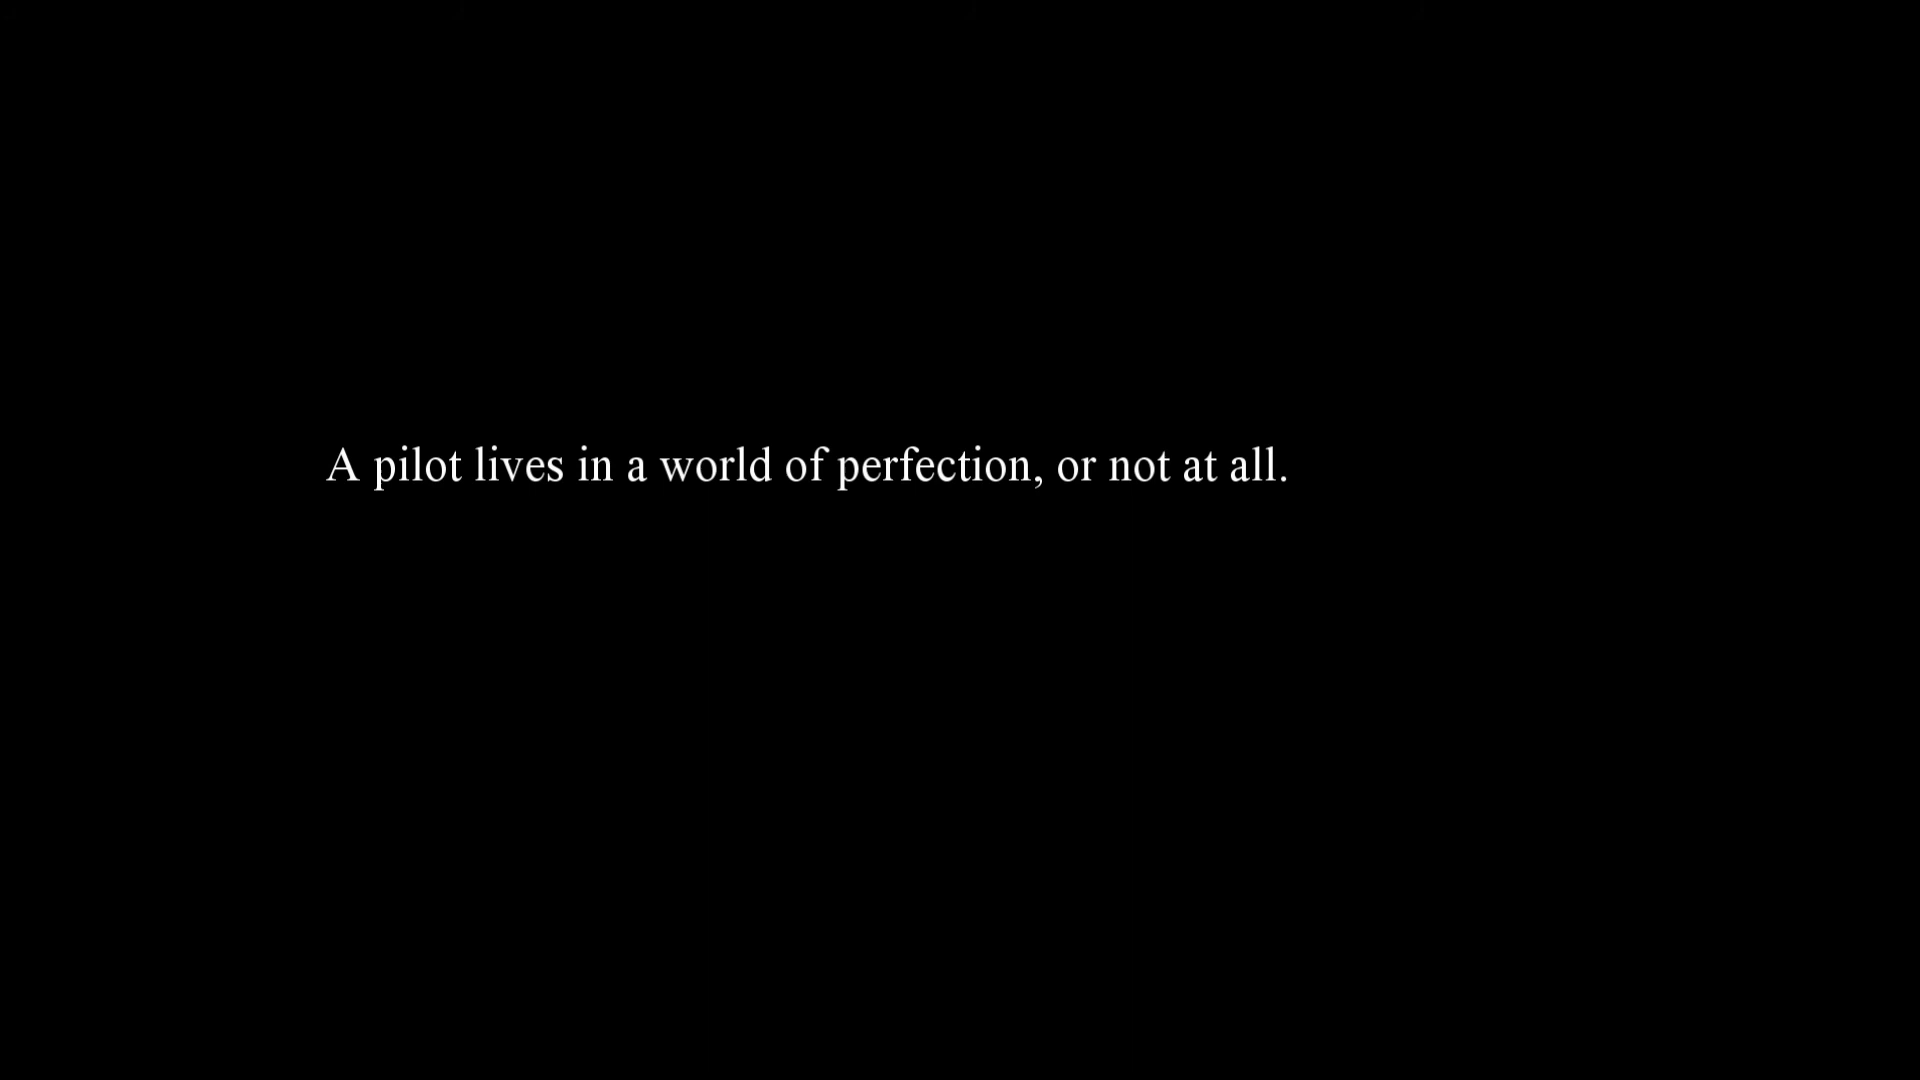 A pilot lives in a world of perfection, or not at all.